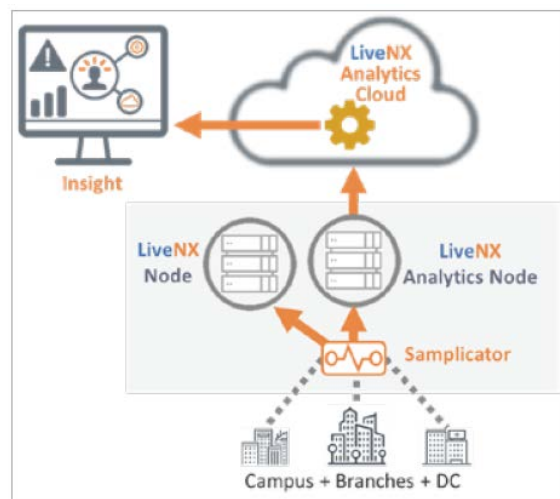 LiveNX
Analytics
Cloud
Insight
LiveNX
Node
LiveNX
Analytics Node
Samplicator
Campus + Branches + DC